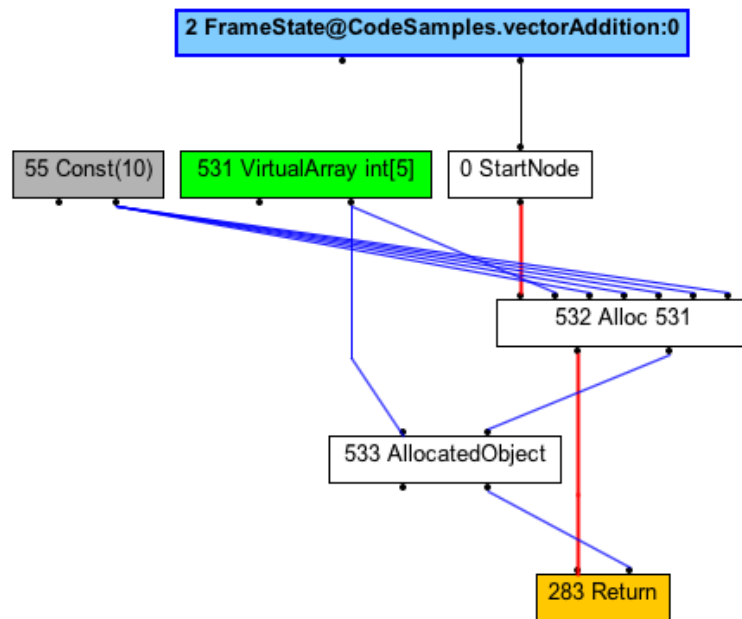 2 FrameState@CodeSamples.vectorAddition:0
55 Const(10)
531 VirtualArray int[5]
0 StartNode
532 Alloc 531
533 AllocatedObject
283 Return